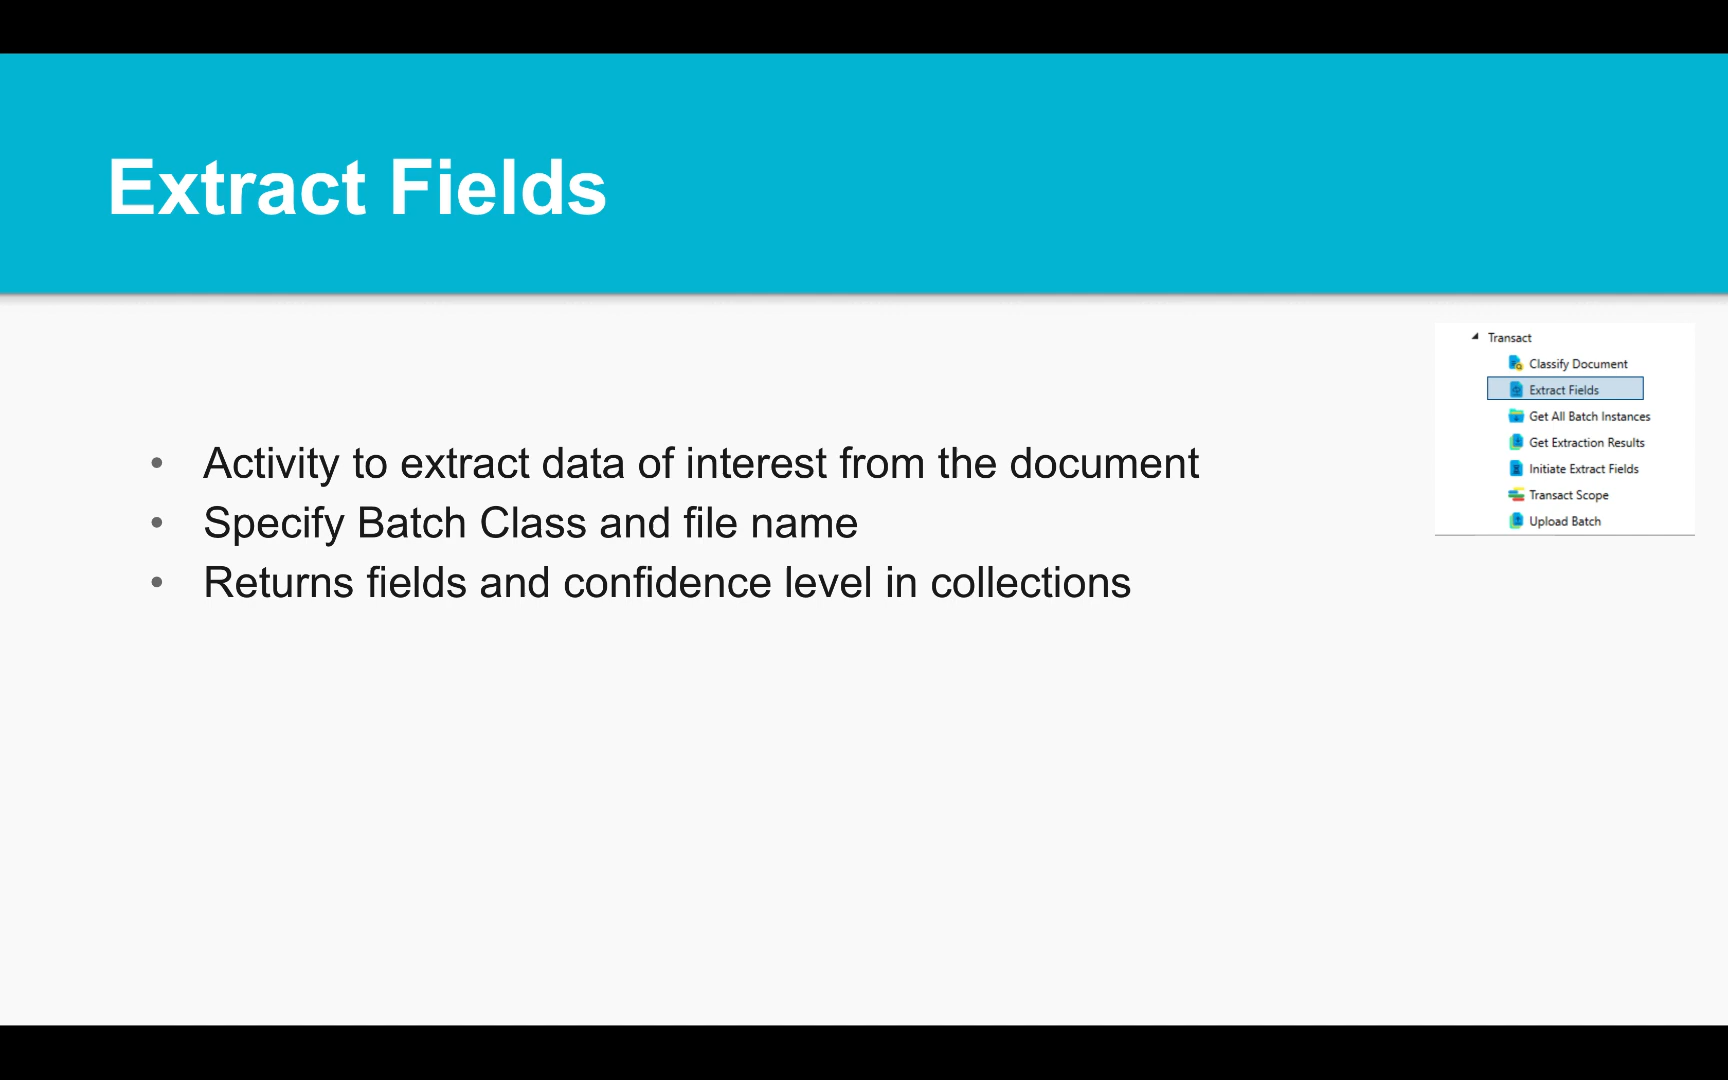 Extract Fields
Activity to extract data of interest from the document
Specify Batch Class and file name
Returns fields and confidence level in collections
Transact
Classify Document
Extract Fields
Get All Batch Instances
Get Extraction Results
Initiate Extract Fields
Transact Scope
Upload Batch